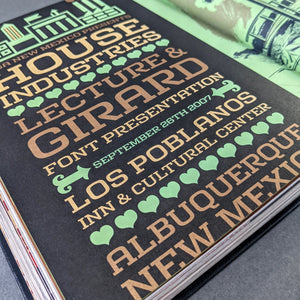 NEW MEXICO PRESENTS
HOUSE
INDUSTRIES
LECTURE &
GIRARD
FONT PRESENTATION
SEPTEMBER 26TH 2007
LOS POBLANOS
INN & CULTURAL CENTER
ALBUQUERQUE
NEW MEXICO